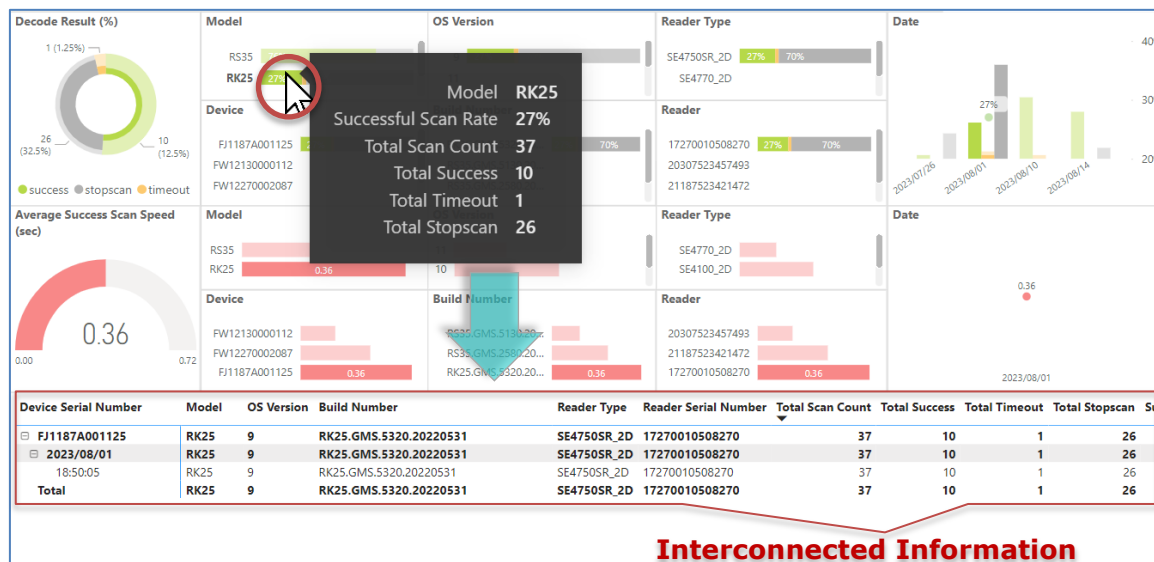 Decode Result (%)
1 (1.25%)
26
(32.5%)
10
(12.5%)
success stopscan timeout
Model
RS35
RK25 27%
OS Version
Reader Type
SE4750SR_2D 27% 70%
SE4770_2D
Date
40%
30%
20%
27%
2023/07/26
2023/08/01
2023/08/10
2023/08/14
Model RK25
Successful Scan Rate 27%
Total Scan Count 37
Total Success 10
Total Timeout 1
Total Stopscan 26
Device
FJ1187A001125
FW12130000112
FW12270002087
70%
Reader
17270010508270 27% 70%
20307523457493
21187523421472
Average Success Scan Speed
(sec)
0.36
0.00
0.72
Model
RS35
RK25 0.36
10
Reader Type
SE4770_2D
SE4100_2D
Date
0.36
2023/08/01
Device
FW12130000112
FW12270002087
FJ1187A001125 0.36
Build Number
RS35.GMS.5130.20...
RS35.GMS.2580.20...
RK25.GMS.5320.20... 0.36
Reader
20307523457493
21187523421472
17270010508270 0.36
Device Serial Number Model OS Version Build Number Reader Type Reader Serial Number Total Scan Count Total Success Total Timeout Total Stopscan
FJ1187A001125 RK25 9 RK25.GMS.5320.20220531 SE4750SR_2D 17270010508270 37 10 1 26
2023/08/01 RK25 9 RK25.GMS.5320.20220531 SE4750SR_2D 17270010508270 37 10 1 26
18:50:05 RK25 9 RK25.GMS.5320.20220531 SE4750SR_2D 17270010508270 37 10 1 26
Total RK25 9 RK25.GMS.5320.20220531 SE4750SR_2D 17270010508270 37 10 1 26
Interconnected Information